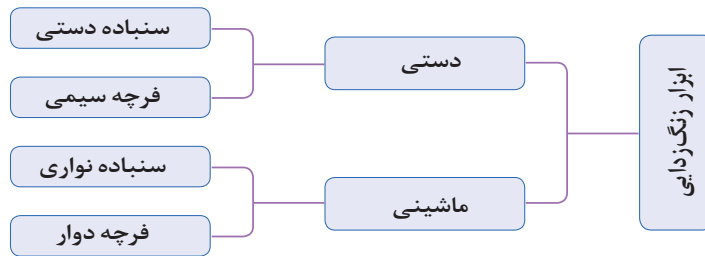 ابزار زنگ‌زدایی
دستی
سنباده دستی
فرچه سیمی
ماشینی
سنباده نواری
فرچه دوار